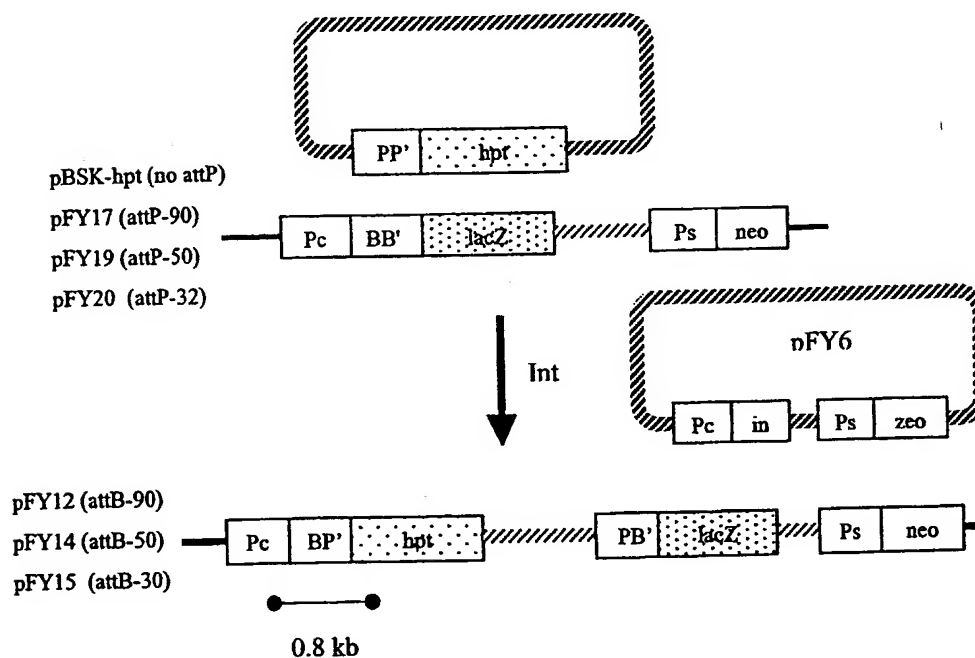 PP' hpt
pBSK-hpt (no attP)
pFY17 (attP-90)
pFY19 (attP-50)
pFY20 (attP-32)
Pc BB' lacZ Ps neo
pFY6
Int
Pc in Ps zeo
pFY12 (attB-90)
pFY14 (attB-50)
pFY15 (attB-30)
Pc BP' hpt PB' lacZ Ps neo
0.8 kb